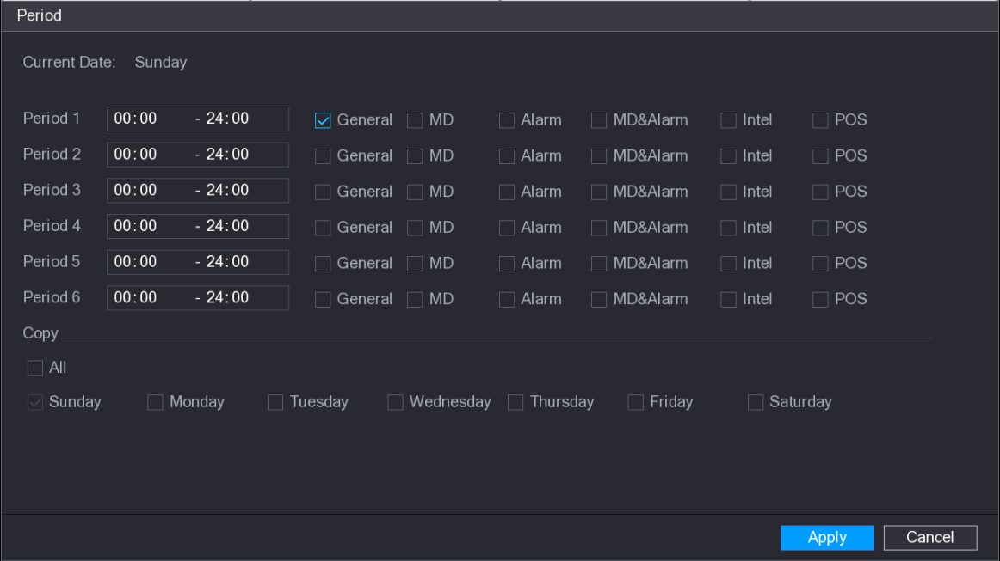 Period
Current Date: Sunday
Period 1 00:00 - 24:00 General MD Alarm MD&Alarm Intel POS
Period 2 00:00 - 24:00 General MD Alarm MD&Alarm Intel POS
Period 3 00:00 - 24:00 General MD Alarm MD&Alarm Intel POS
Period 4 00:00 - 24:00 General MD Alarm MD&Alarm Intel POS
Period 5 00:00 - 24:00 General MD Alarm MD&Alarm Intel POS
Period 6 00:00 - 24:00 General MD Alarm MD&Alarm Intel POS
Copy
All
Sunday Monday Tuesday Wednesday Thursday Friday Saturday
Apply Cancel